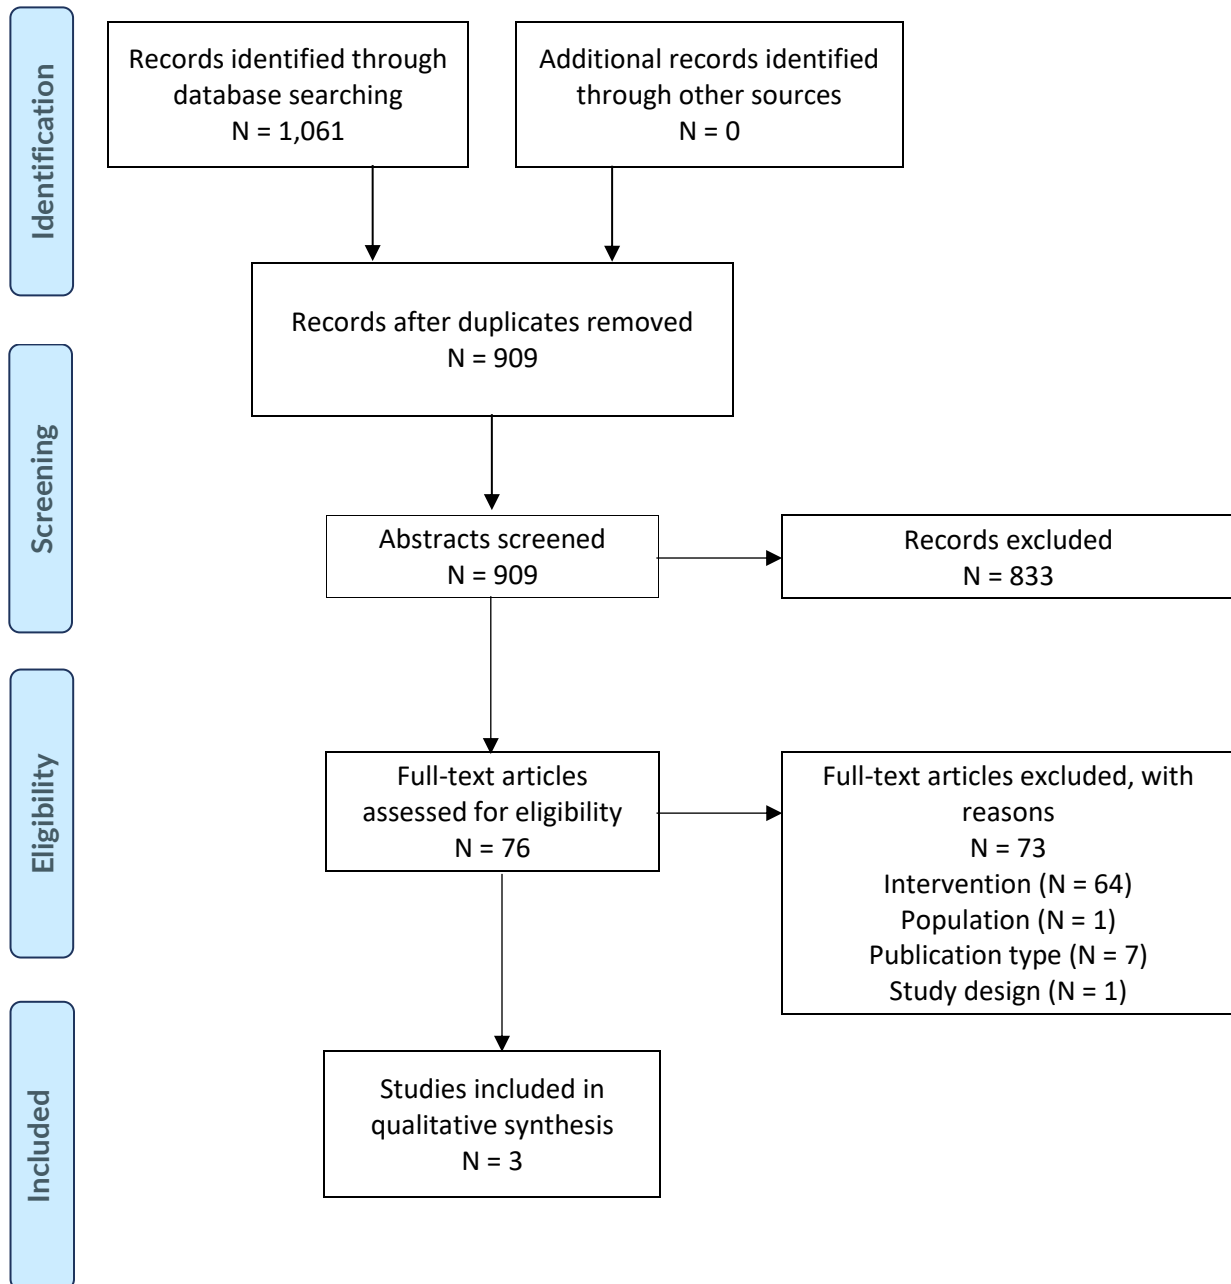 Identification
Records identified through
database searching
N = 1,061
Additional records identified
through other sources
N = 0
Records after duplicates removed
N = 909
Screening
Abstracts screened
N = 909
Records excluded
N = 833
Eligibility
Full-text articles
assessed for eligibility
N = 76
Full-text articles excluded, with
reasons
N = 73
Intervention (N = 64)
Population (N = 1)
Publication type (N = 7)
Study design (N = 1)
Included
Studies included in
qualitative synthesis
N = 3